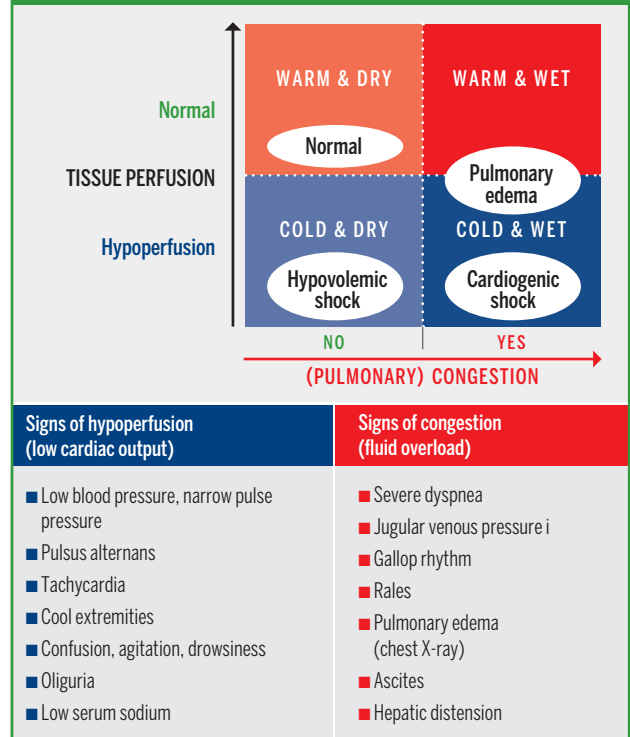 WARM & DRY
WARM & WET
Normal
Normal
TISSUE PERFUSION
Pulmonary
edema
Hypoperfusion
COLD & DRY
COLD & WET
Hypovolemic
shock
Cardiogenic
shock
NO
YES
(PULMONARY) CONGESTION
Signs of hypoperfusion
(low cardiac output)
■ Low blood pressure, narrow pulse
pressure
■ Pulsus alternans
■ Tachycardia
■ Cool extremities
■ Confusion, agitation, drowsiness
■ Oliguria
■ Low serum sodium
Signs of congestion
(fluid overload)
■ Severe dyspnea
■ Jugular venous pressure i
■ Gallop rhythm
■ Rales
■ Pulmonary edema
(chest X-ray)
■ Ascites
■ Hepatic distension